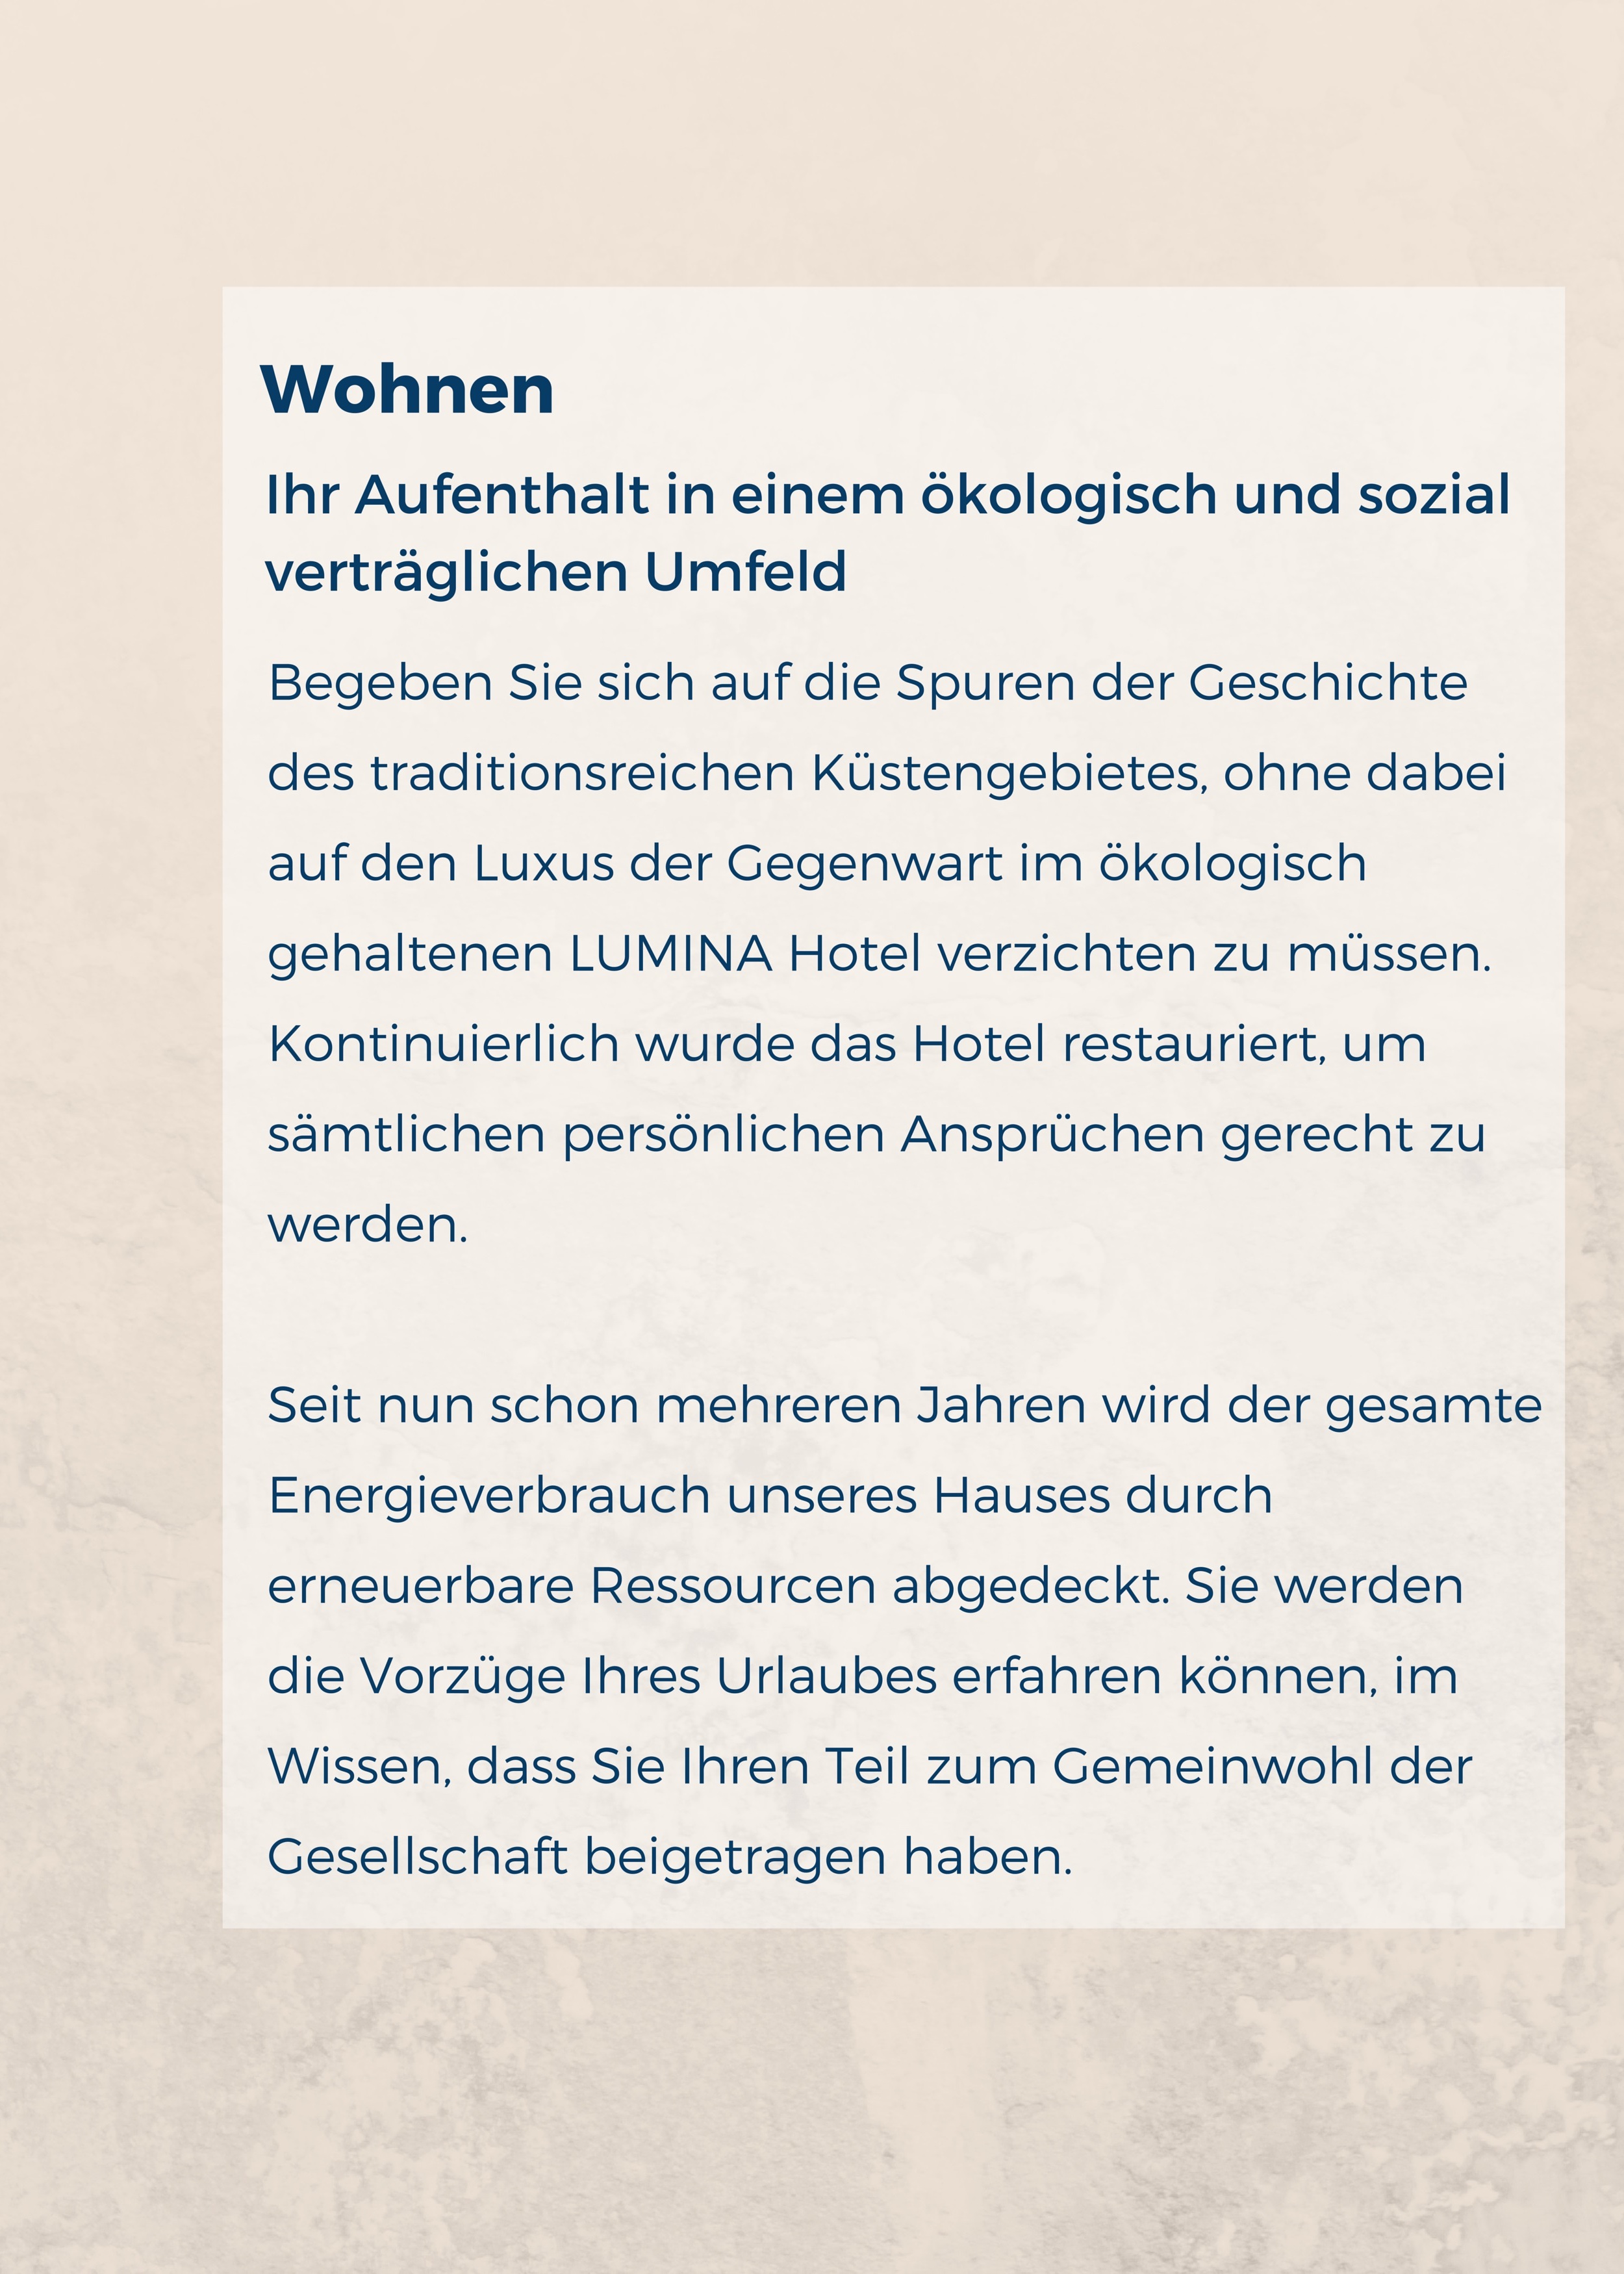 Wohnen
Ihr Aufenthalt in einem ökologisch und sozial
verträglichen Umfeld
Begeben Sie sich auf die Spuren der Geschichte
des traditionsreichen Küstengebietes, ohne dabei
auf den Luxus der Gegenwart im ökologisch
gehaltenen LUMINA Hotel verzichten zu müssen.
Kontinuierlich wurde das Hotel restauriert, um
sämtlichen persönlichen Ansprüchen gerecht zu
werden.
Seit nun schon mehreren Jahren wird der gesamte
Energieverbrauch unseres Hauses durch
erneuerbare Ressourcen abgedeckt. Sie werden
die Vorzüge Ihres Urlaubes erfahren können, im
Wissen, dass Sie Ihren Teil zum Gemeinwohl der
Gesellschaft beigetragen haben.